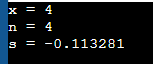 x = 4
n = 4
s = -0.113281